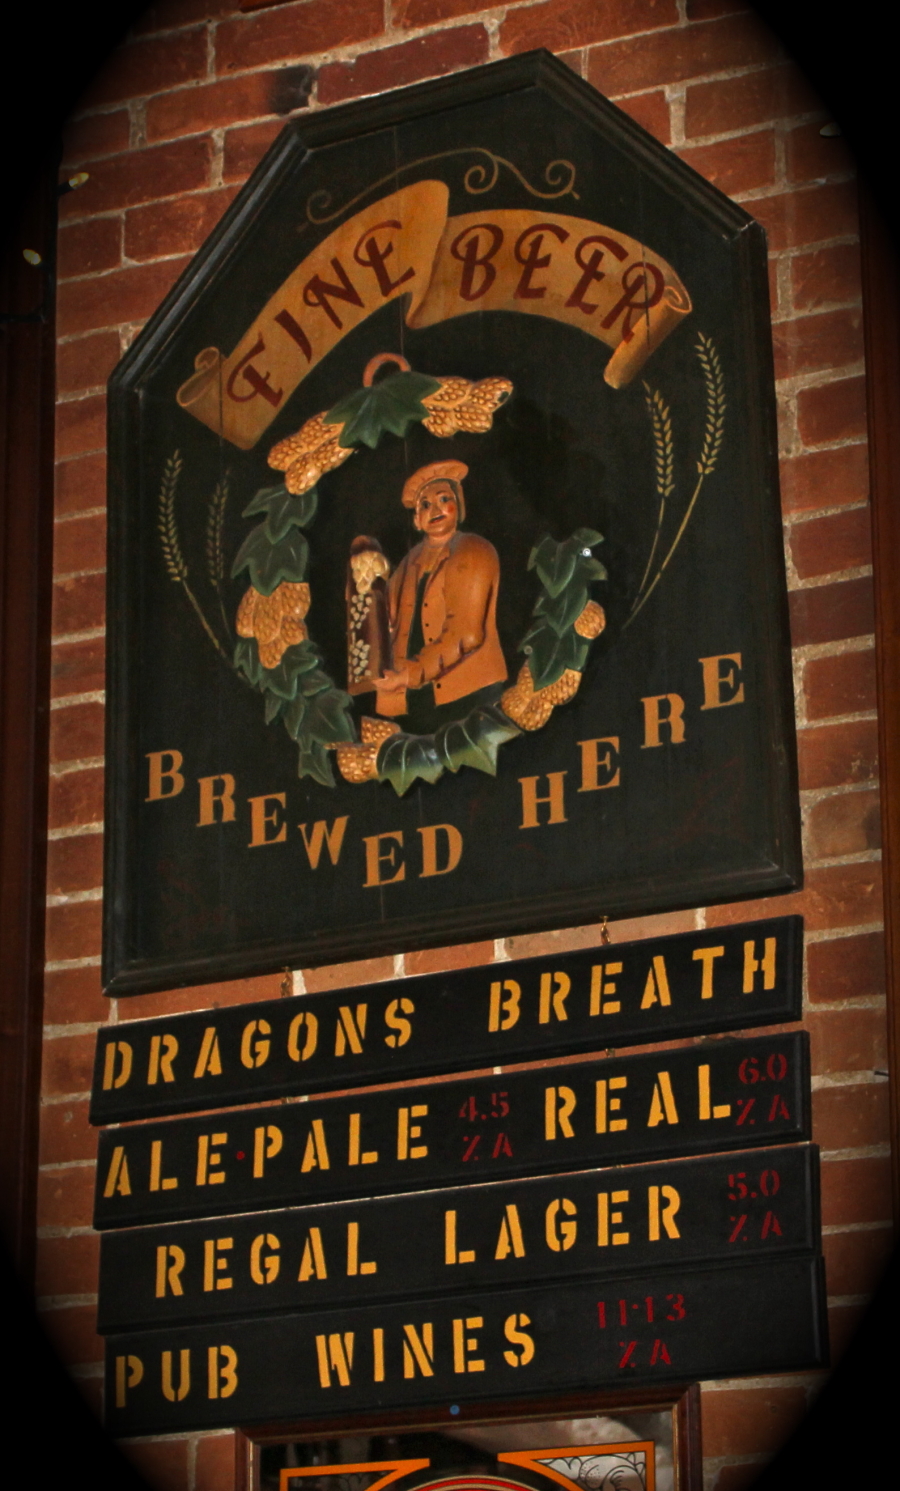 FINE BEER
BREWED HERE
DRAGONS BREATH
ALE·PALE 4.5 % A REAL 6.0 % A
REGAL LAGER 5.0 % A
PUB WINES 11·13 % A